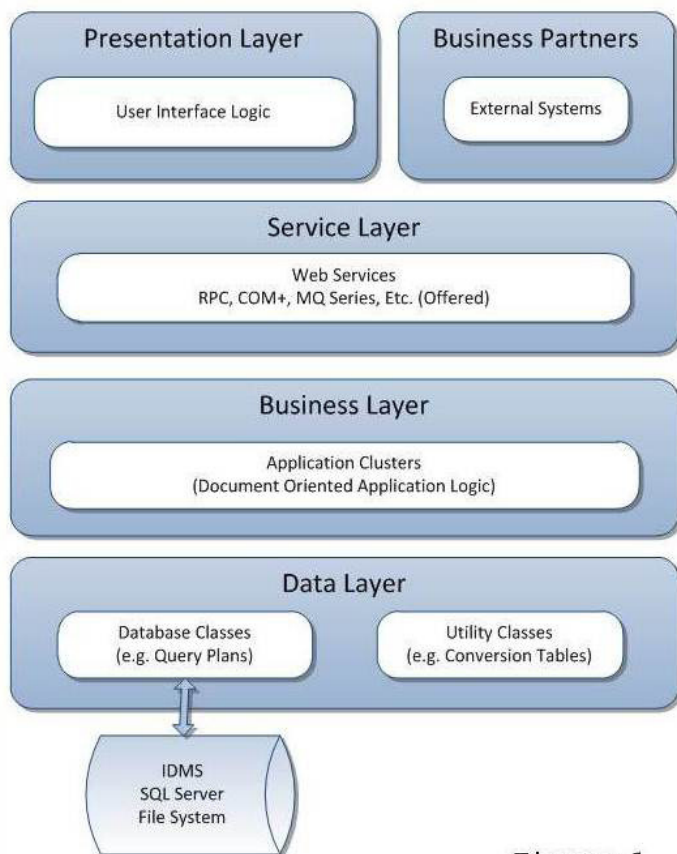 Presentation Layer
User Interface Logic
Business Partners
External Systems
Service Layer
Web Services
RPC, COM+, MQ Series, Etc. (Offered)
Business Layer
Application Clusters
(Document Oriented Application Logic)
Data Layer
Database Classes
(e.g. Query Plans)
Utility Classes
(e.g. Conversion Tables)
IDMS
SQL Server
File System